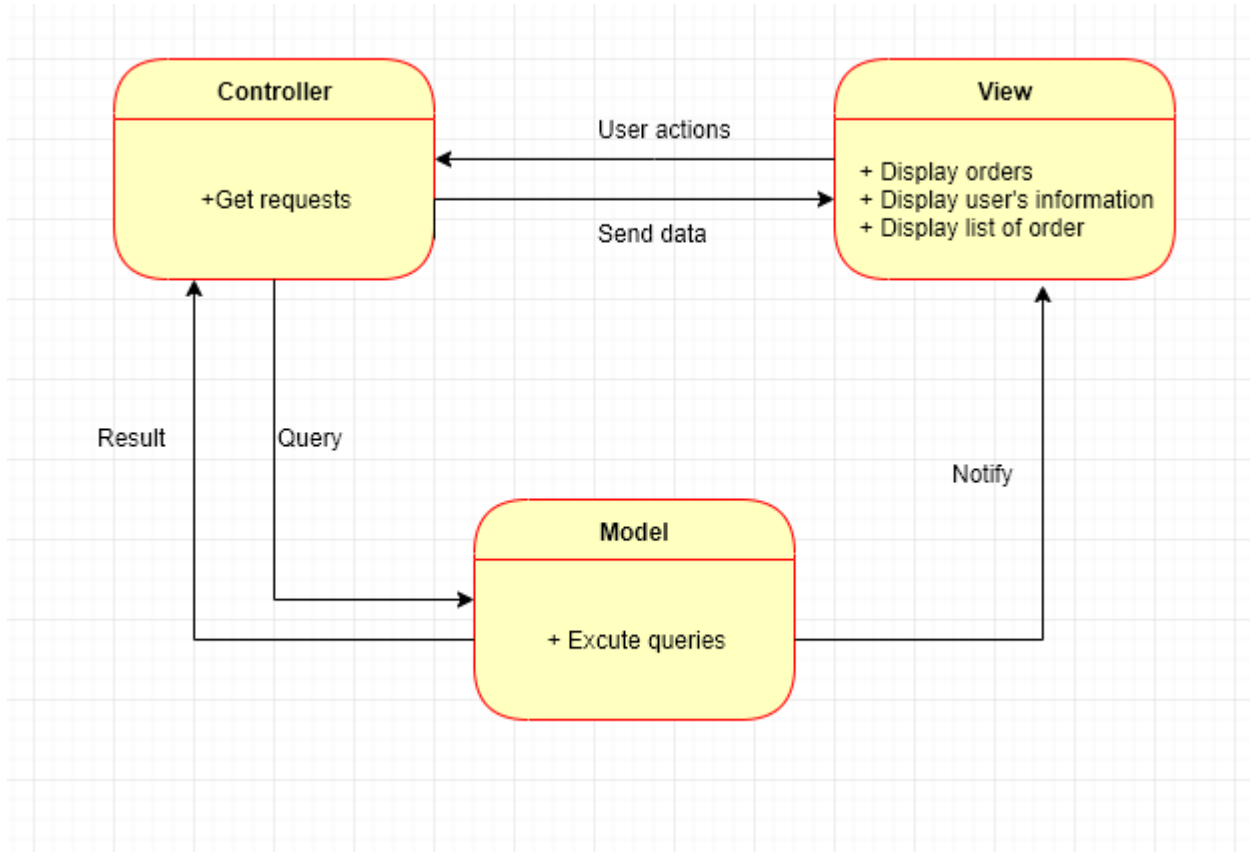 Controller
+Get requests
User actions
Send data
View
+ Display orders
+ Display user's information
+ Display list of order
Result
Query
Notify
Model
+ Excute queries